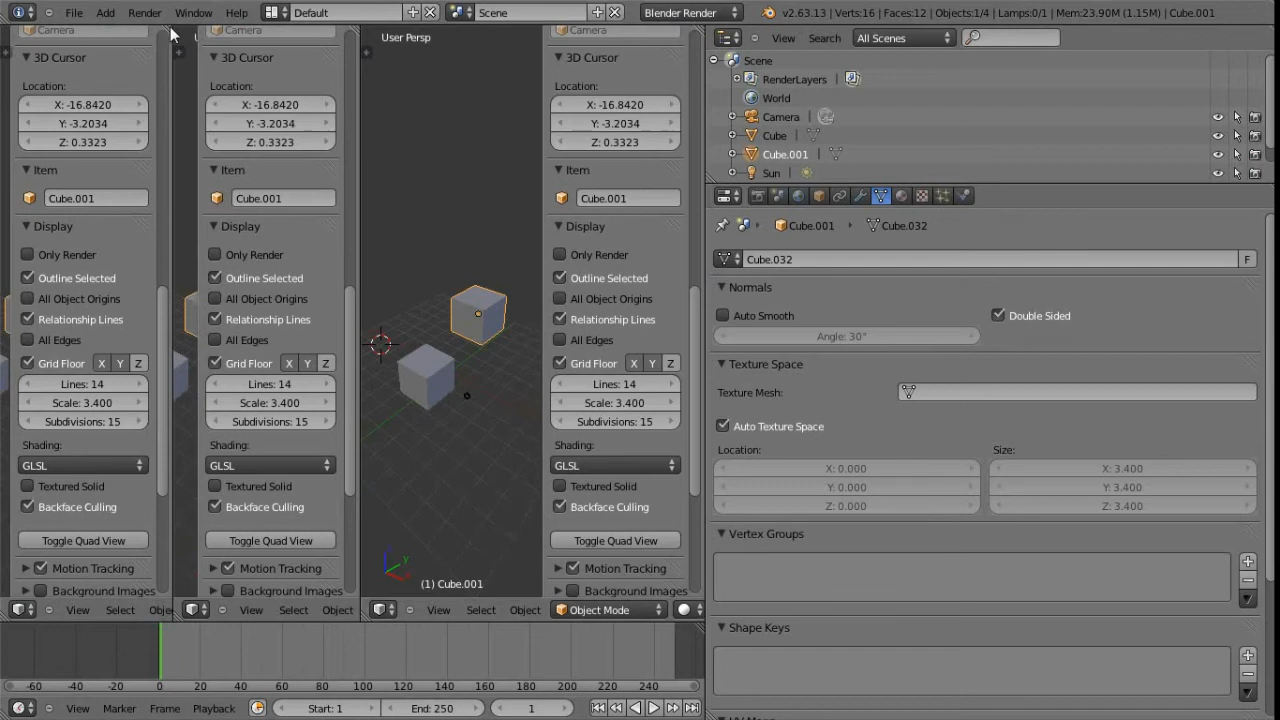 File Add Render Window Help Default Scene Blender Render v2.63.13 | Verts:16 | Faces:12 | Objects:1/4 | Lamps:0/1 | Mem:23.90M (1.15M) | Cube.001
Camera
3D Cursor
Location:
X: -16.8420
Y: -3.2034
Z: 0.3323
Item
Cube.001
Display
Only Render
Outline Selected
All Object Origins
Relationship Lines
All Edges
Grid Floor X Y Z
Lines: 14
Scale: 3.400
Subdivisions: 15
Shading:
GLSL
Textured Solid
Backface Culling
Toggle Quad View
Motion Tracking
Background Images
View Select Obje
Camera
3D Cursor
Location:
X: -16.8420
Y: -3.2034
Z: 0.3323
Item
Cube.001
Display
Only Render
Outline Selected
All Object Origins
Relationship Lines
All Edges
Grid Floor X Y Z
Lines: 14
Scale: 3.400
Subdivisions: 15
Shading:
GLSL
Textured Solid
Backface Culling
Toggle Quad View
Motion Tracking
Background Images
View Select Object
User Persp
Y
(1) Cube.001
Camera
3D Cursor
Location:
X: -16.8420
Y: -3.2034
Z: 0.3323
Item
Cube.001
Display
Only Render
Outline Selected
All Object Origins
Relationship Lines
All Edges
Grid Floor X Y Z
Lines: 14
Scale: 3.400
Subdivisions: 15
Shading:
GLSL
Textured Solid
Backface Culling
Toggle Quad View
Motion Tracking
Background Images
View Select Object Object Mode
-60 -40 -20 0 20 40 60 80 100 120 140 160 180 200 220 240
View Marker Frame Playback Start: 1 End: 250 1
View Search All Scenes
Scene
RenderLayers
World
Camera
Cube
Cube.001
Sun
Cube.001 Cube.032
Cube.032 F
Normals
Auto Smooth Double Sided
Angle: 30°
Texture Space
Texture Mesh:
Auto Texture Space
Location: Size:
X: 0.000 X: 3.400
Y: 0.000 Y: 3.400
Z: 0.000 Z: 3.400
Vertex Groups
Shape Keys